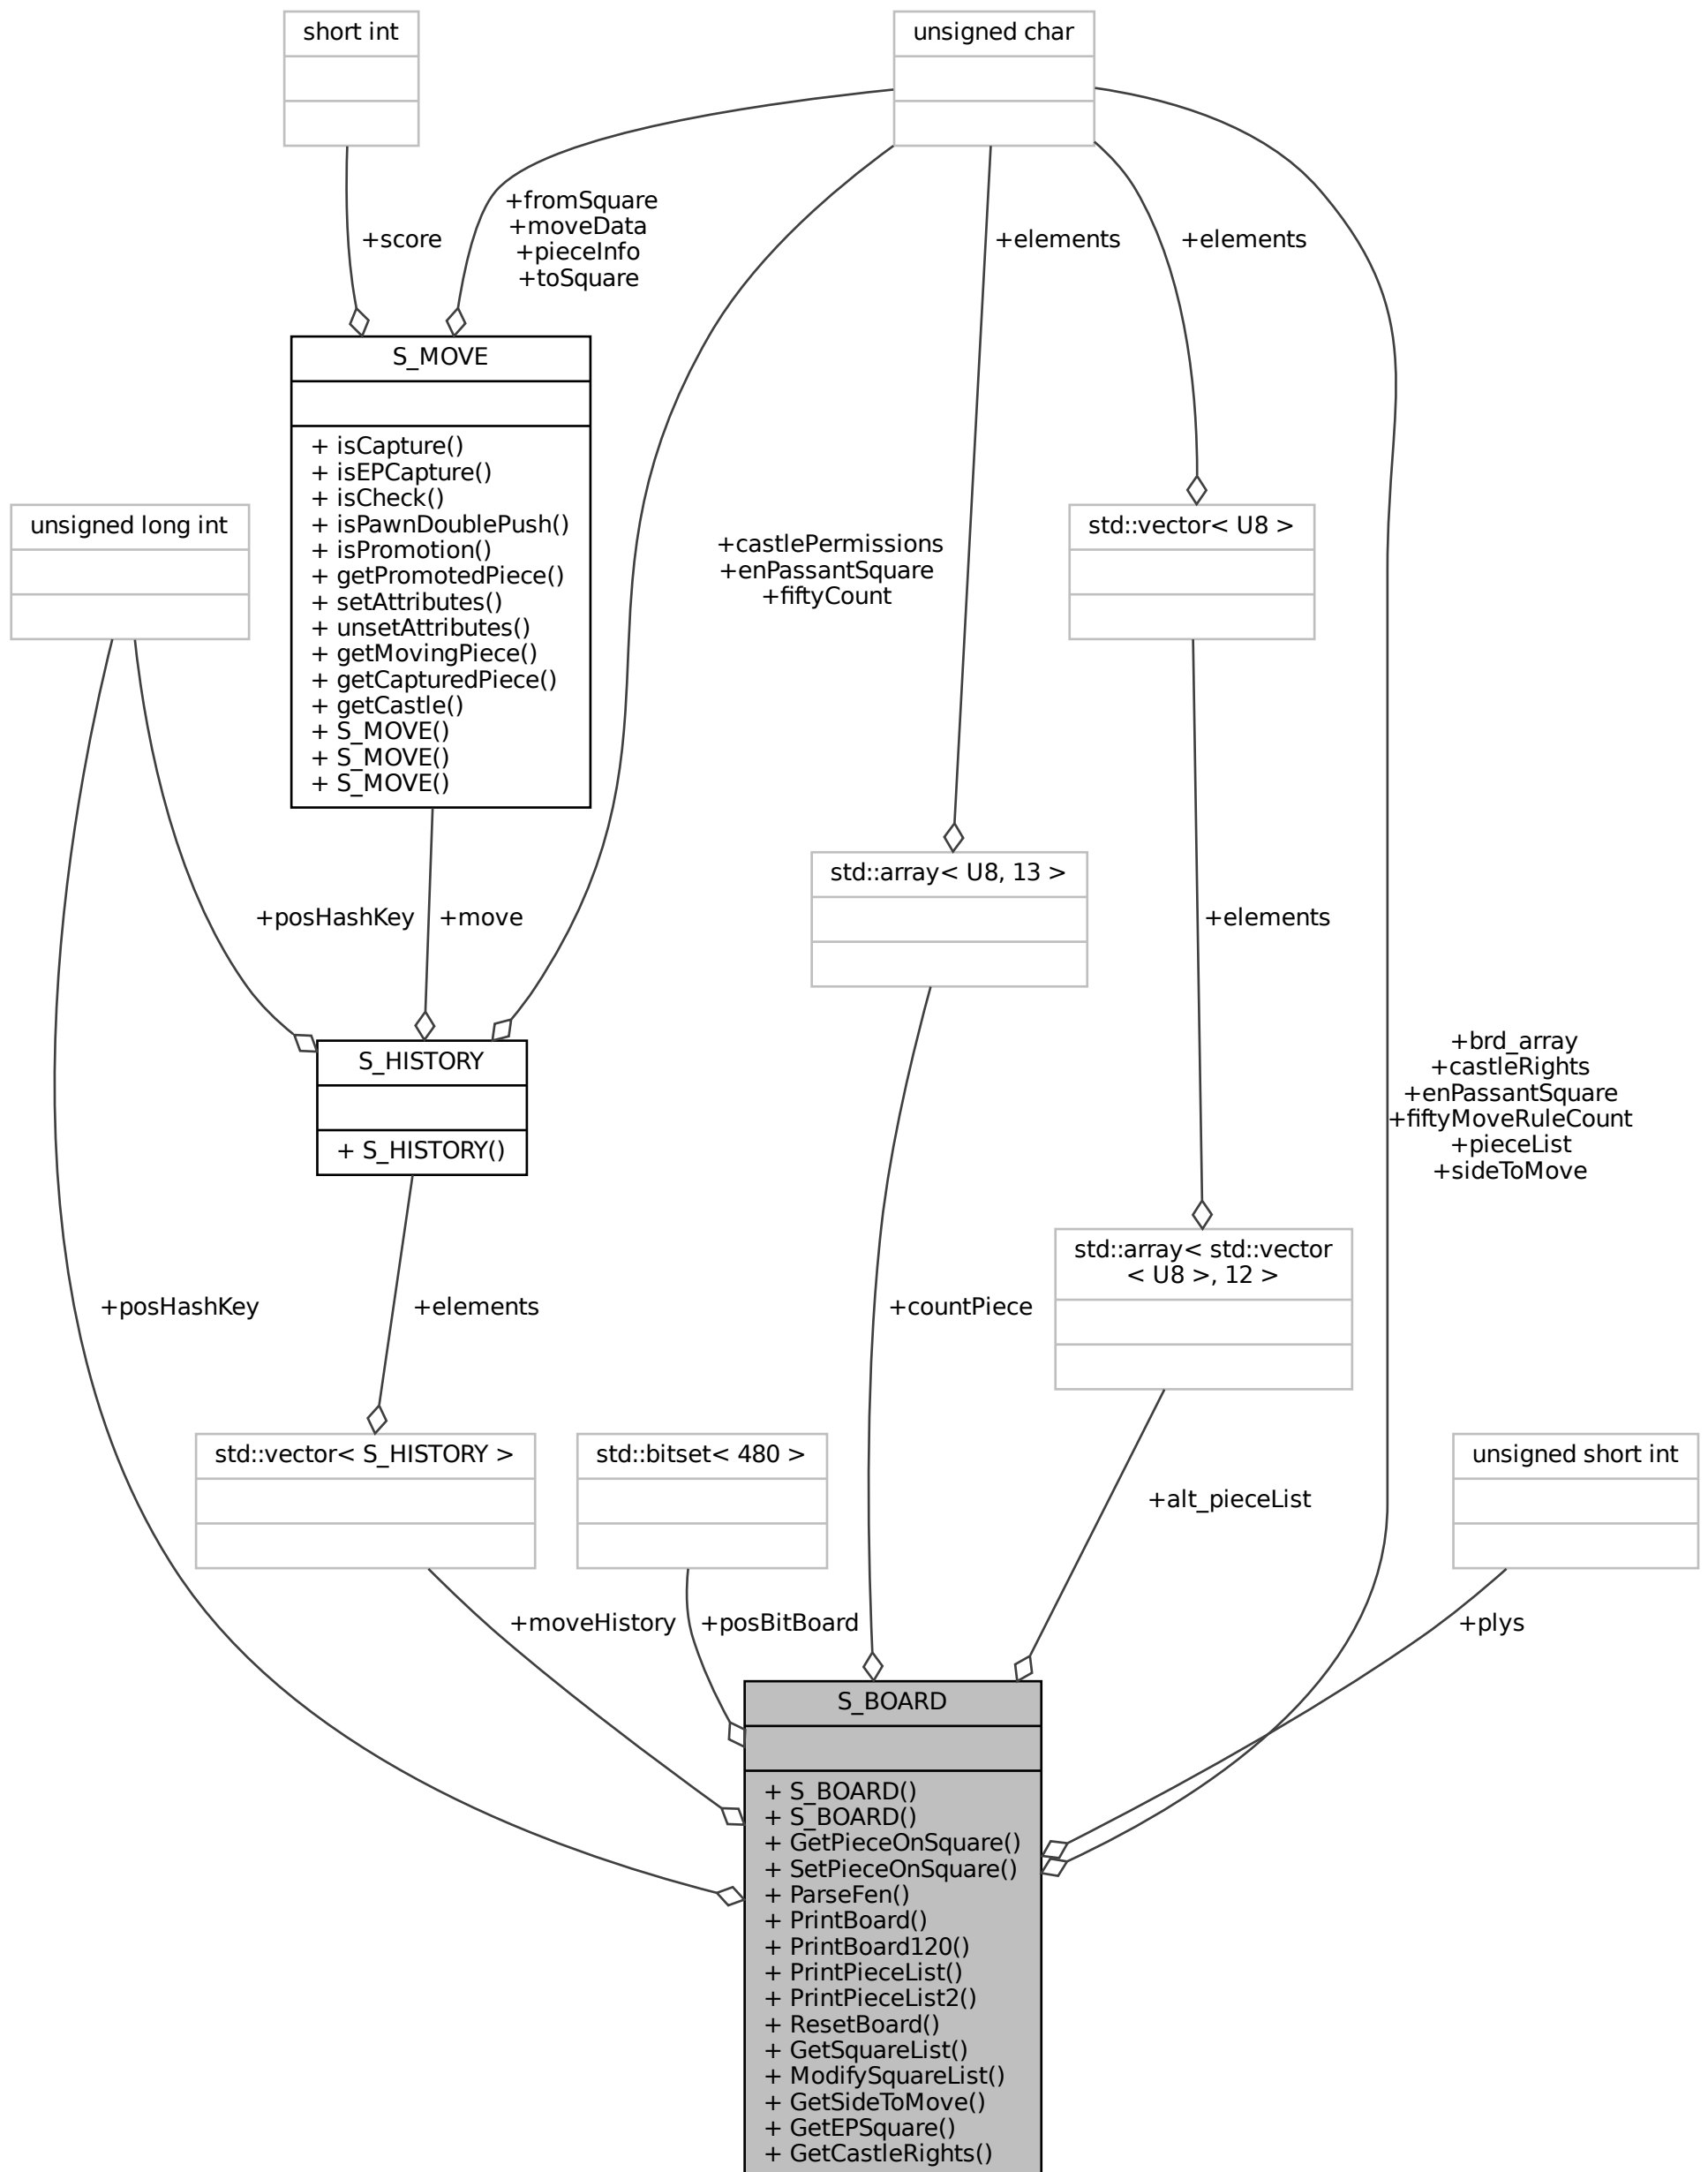 short int
unsigned char
+score
+fromSquare
+moveData
+pieceInfo
+toSquare
+elements
+elements
S_MOVE
+ isCapture()
+ isEPCapture()
+ isCheck()
+ isPawnDoublePush()
+ isPromotion()
+ getPromotedPiece()
+ setAttributes()
+ unsetAttributes()
+ getMovingPiece()
+ getCapturedPiece()
+ getCastle()
+ S_MOVE()
+ S_MOVE()
+ S_MOVE()
unsigned long int
+castlePermissions
+enPassantSquare
+fiftyCount
std::vector< U8 >
std::array< U8, 13 >
+posHashKey
+move
+elements
S_HISTORY
+ S_HISTORY()
+brd_array
+castleRights
+enPassantSquare
+fiftyMoveRuleCount
+pieceList
+sideToMove
std::array< std::vector
< U8 >, 12 >
+posHashKey
+elements
+countPiece
std::vector< S_HISTORY >
std::bitset< 480 >
+alt_pieceList
unsigned short int
+moveHistory
+posBitBoard
+plys
S_BOARD
+ S_BOARD()
+ S_BOARD()
+ GetPieceOnSquare()
+ SetPieceOnSquare()
+ ParseFen()
+ PrintBoard()
+ PrintBoard120()
+ PrintPieceList()
+ PrintPieceList2()
+ ResetBoard()
+ GetSquareList()
+ ModifySquareList()
+ GetSideToMove()
+ GetEPSquare()
+ GetCastleRights()